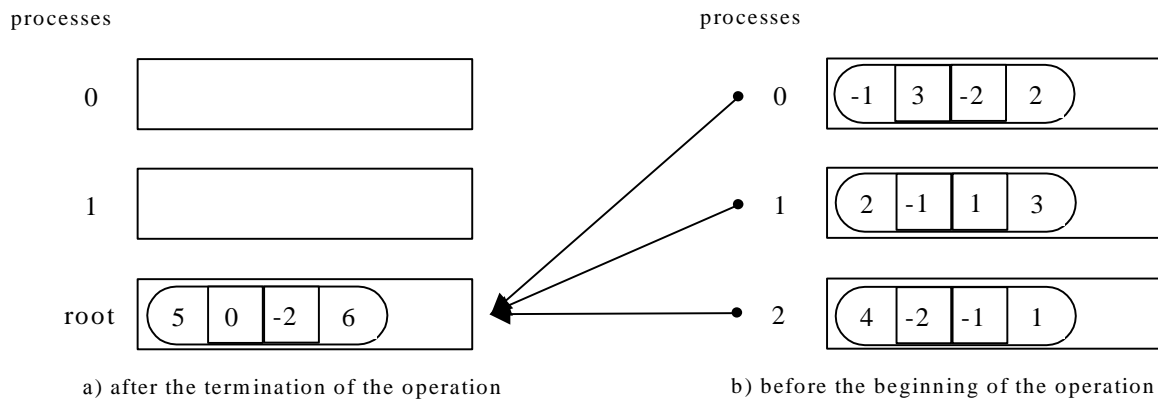 processes
0
1
root 5 0 -2 6
a) after the termination of the operation
processes
0 -1 3 -2 2
1 2 -1 1 3
2 4 -2 -1 1
b) before the beginning of the operation